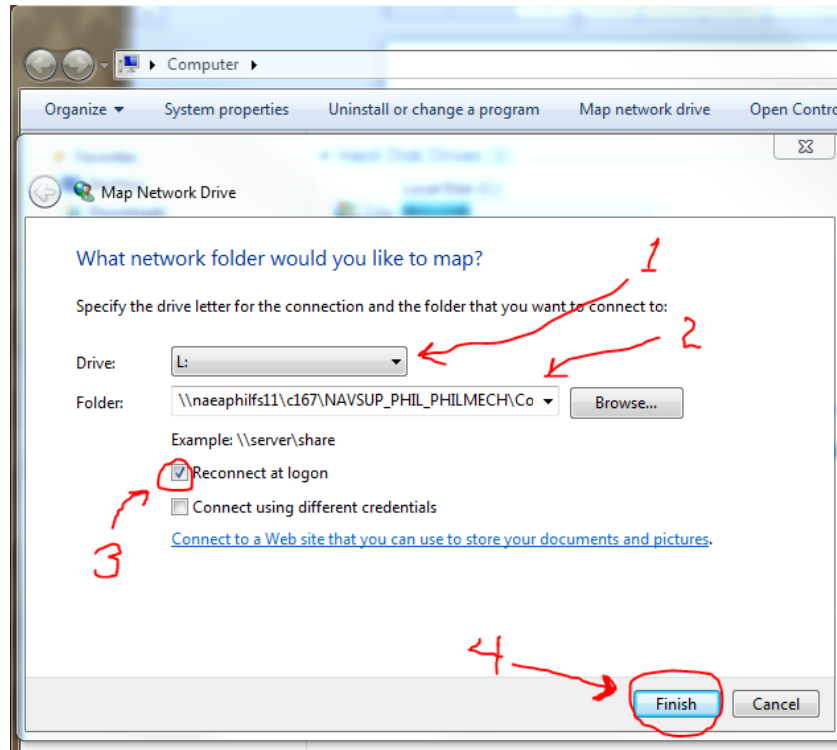 Computer
Organize System properties Uninstall or change a program Map network drive Open Contro
Map Network Drive
What network folder would you like to map?
1
Specify the drive letter for the connection and the folder that you want to connect to:
2
Drive: L:
Folder: \\naeaphilfs11\c167\NAVSUP_PHIL_PHILMECH\Co Browse...
Example: \\server\share
Reconnect at logon
Connect using different credentials
3
Connect to a Web site that you can use to store your documents and pictures.
4
Finish Cancel